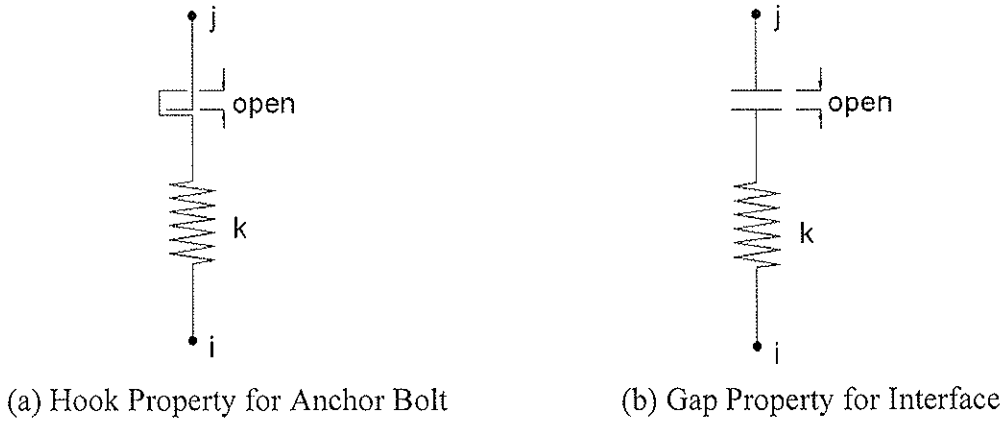 j
open
k
i
(a) Hook Property for Anchor Bolt
j
open
k
i
(b) Gap Property for Interface